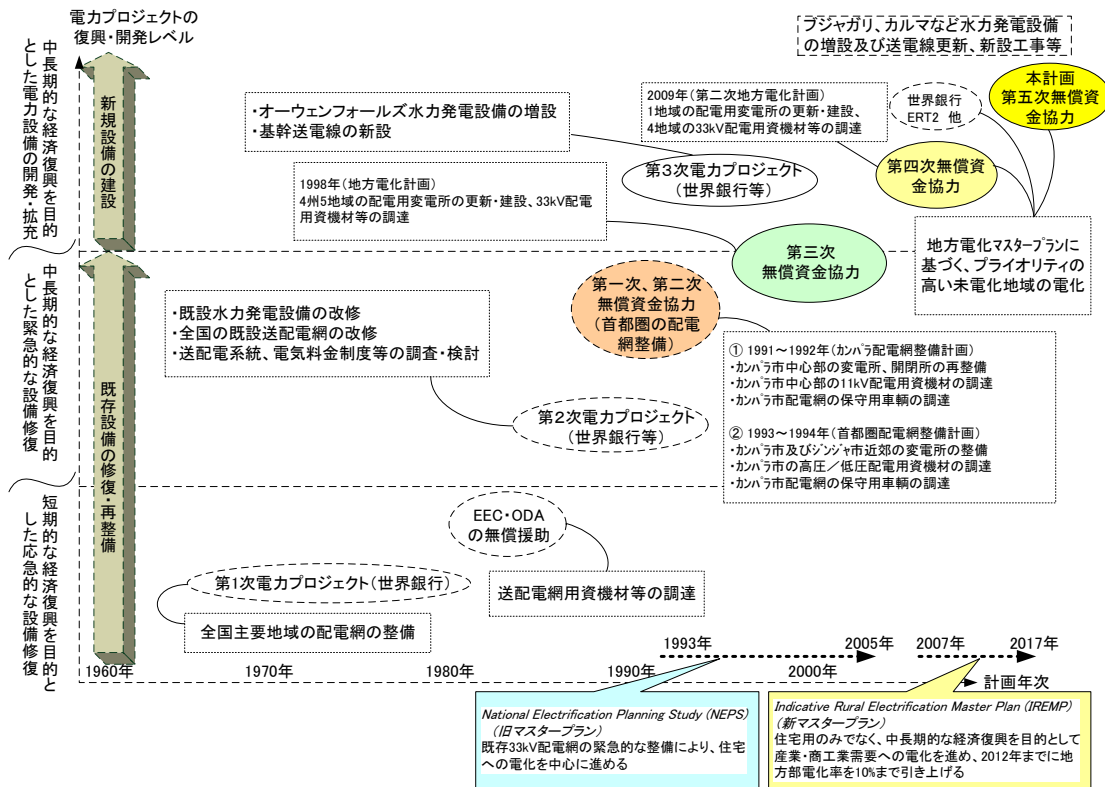 電力プロジェクトの
復興・開発レベル
中長期的な経済復興を目的
とした電力設備の開発・拡充
新規設備の建設
中長期的な経済復興を目的
とした緊急的な設備修復
既存設備の修復・再整備
短期的な経済復興を目的と
した応急的な設備修復
ブジャガリ、カルマなど水力発電設備
の増設及び送電線更新、新設工事等
本計画
第五次無償資
金協力
世界銀行
ERT2 他
2009年(第二次地方電化計画)
1地域の配電用変電所の更新・建設、
4地域の33kV配電用資機材等の調達
第四次無償資
金協力
・オーウェンフォールズ水力発電設備の増設
・基幹送電線の新設
第3次電力プロジェクト
(世界銀行等)
1998年(地方電化計画)
4州5地域の配電用変電所の更新・建設、33kV配電
用資機材等の調達
第三次
無償資金協力
地方電化マスタープランに
基づく、プライオリティの
高い未電化地域の電化
第一次、第二次
無償資金協力
(首都圏の配電
網整備)
・既設水力発電設備の改修
・全国の既設送配電網の改修
・送配電系統、電気料金制度等の調査・検討
第2次電力プロジェクト
(世界銀行等)
① 1991～1992年(カンパラ配電網整備計画)
・カンパラ市中心部の変電所、開閉所の再整備
・カンパラ市中心部の11kV配電用資機材の調達
・カンパラ市配電網の保守用車輌の調達
② 1993～1994年(首都圏配電網整備計画)
・カンパラ市及びジンジャ市近郊の変電所の整備
・カンパラ市の高圧／低圧配電用資機材の調達
・カンパラ市配電網の保守用車輌の調達
EEC・ODA
の無償援助
送配電網用資機材等の調達
第1次電力プロジェクト(世界銀行)
全国主要地域の配電網の整備
1993年 2005年 2007年 2017年
1960年 1970年 1980年 1990年 2000年
計画年次
National Electrification Planning Study (NEPS)
(旧マスタープラン)
既存33kV配電網の緊急的な整備により、住宅
への電化を中心に進める
Indicative Rural Electrification Master Plan (IREMP)
(新マスタープラン)
住宅用のみでなく、中長期的な経済復興を目的として
産業・商工業需要への電化を進め、2012年までに地
方部電化率を10%まで引き上げる